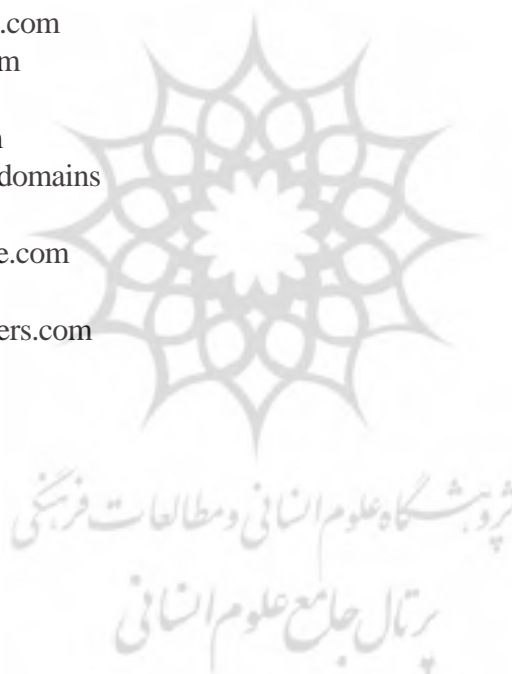 .com
m
domains
e.com
ers.com
پژوهشگاه علوم انسانی و مطالعات فرهنگی
پرتال جامع علوم انسانی